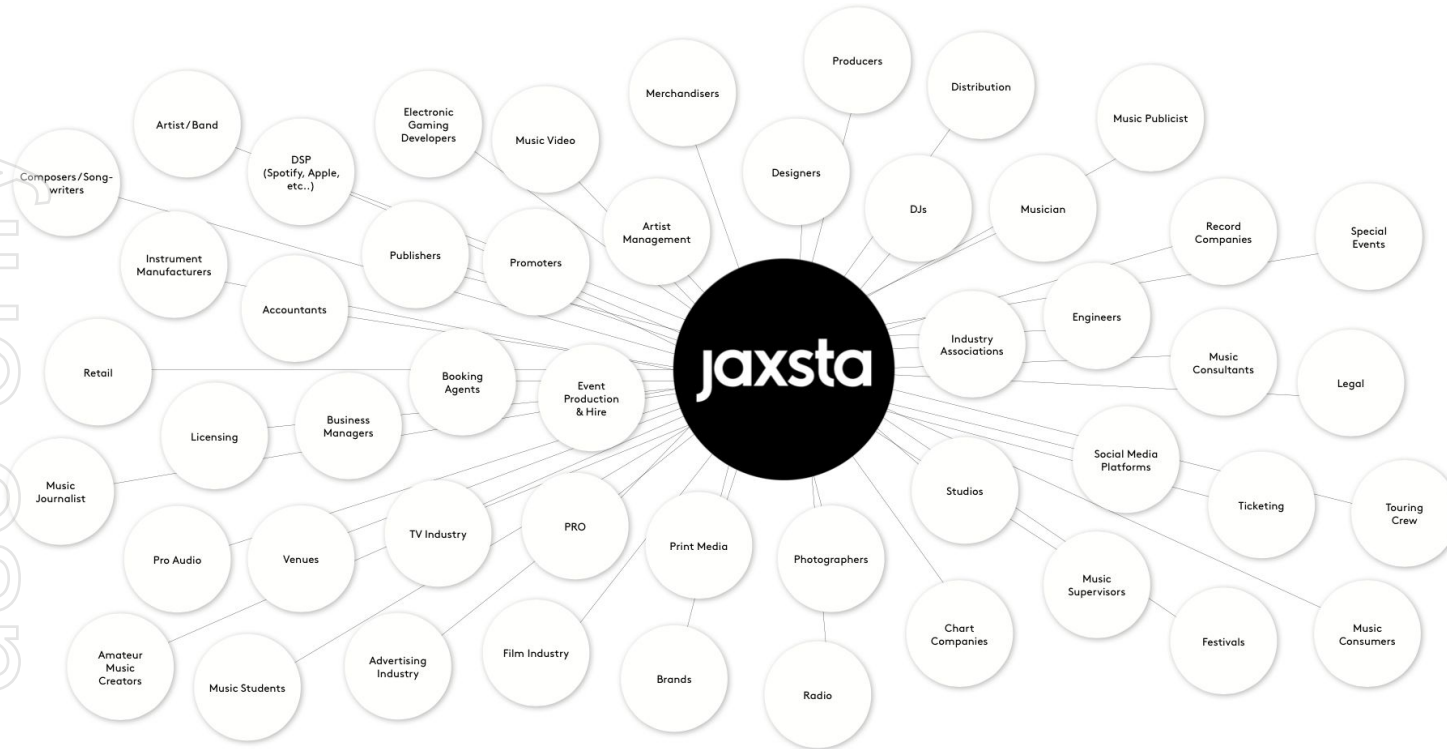 Producers
Merchandisers
Distribution
Music Publicist
Artist/Band
Electronic
Gaming
Developers
Music Video
DSP
(Spotify, Apple,
etc..)
Designers
Composers/Song-
writers
DJs
Musician
Artist
Management
Record
Companies
Special
Events
Publishers
Promoters
Instrument
Manufacturers
Accountants
Engineers
Industry
Associations
jaxsta
Music
Consultants
Retail
Booking
Agents
Event
Production
& Hire
Legal
Licensing
Business
Managers
Social Media
Platforms
Music
Journalist
Studios
Ticketing
Touring
Crew
Pro Audio
Venues
TV Industry
PRO
Print Media
Photographers
Music
Supervisors
Chart
Companies
Festivals
Music
Consumers
Amateur
Music
Creators
Music Students
Advertising
Industry
Film Industry
Brands
Radio